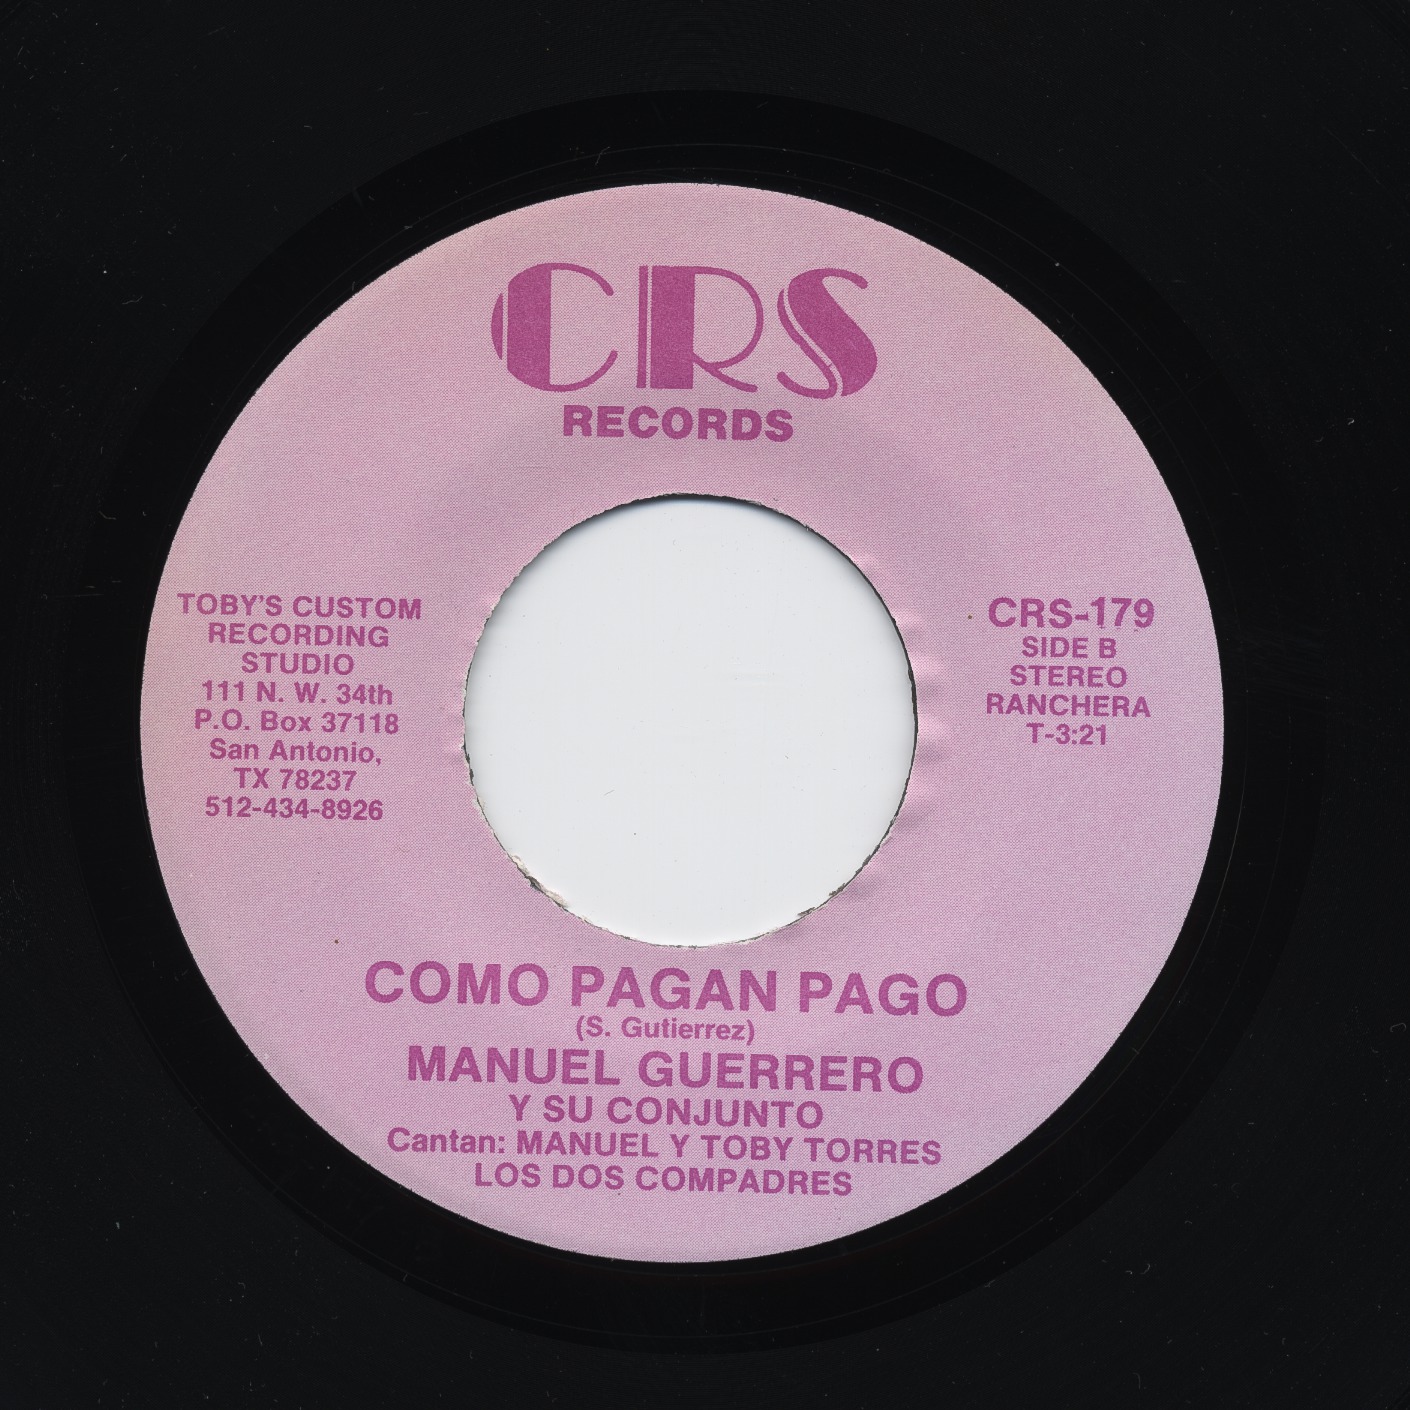 CRS
RECORDS
TOBY'S CUSTOM
RECORDING
STUDIO
111 N. W. 34th
P.O. Box 37118
San Antonio,
TX 78237
512-434-8926
CRS-179
SIDE B
STEREO
RANCHERA
T-3:21
COMO PAGAN PAGO
(S. Gutierrez)
MANUEL GUERRERO
Y SU CONJUNTO
Cantan: MANUEL Y TOBY TORRES
LOS DOS COMPADRES